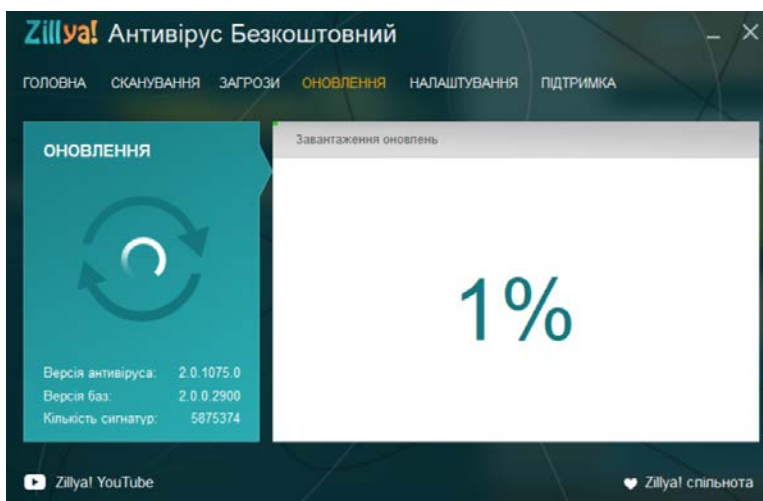 Zillya! Антивірус Безкоштовний
ГОЛОВНА СКАНУВАННЯ ЗАГРОЗИ ОНОВЛЕННЯ НАЛАШТУВАННЯ ПІДТРИМКА
ОНОВЛЕННЯ
Версія антивіруса: 2.0.1075.0
Версія баз: 2.0.0.2900
Кількість сигнатур: 5875374
Завантаження оновлень
1%
Zillya! YouTube
Zillya! спільнота